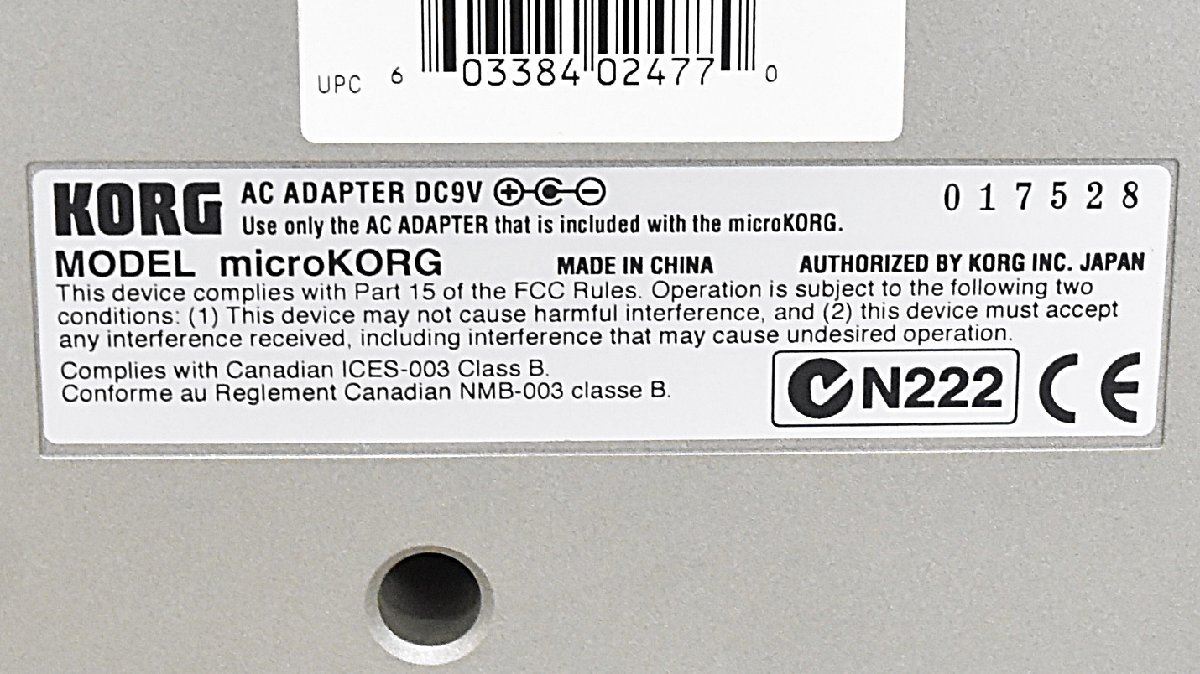 UPC 6 03384 02477 0
KORG AC ADAPTER DC9V 017528
Use only the AC ADAPTER that is included with the microKORG.
MODEL microKORG MADE IN CHINA AUTHORIZED BY KORG INC. JAPAN
This device complies with Part 15 of the FCC Rules. Operation is subject to the following two
conditions: (1) This device may not cause harmful interference, and (2) this device must accept
any interference received, including interference that may cause undesired operation.
Complies with Canadian ICES-003 Class B.
Conforme au Reglement Canadian NMB-003 classe B.
N222 CE